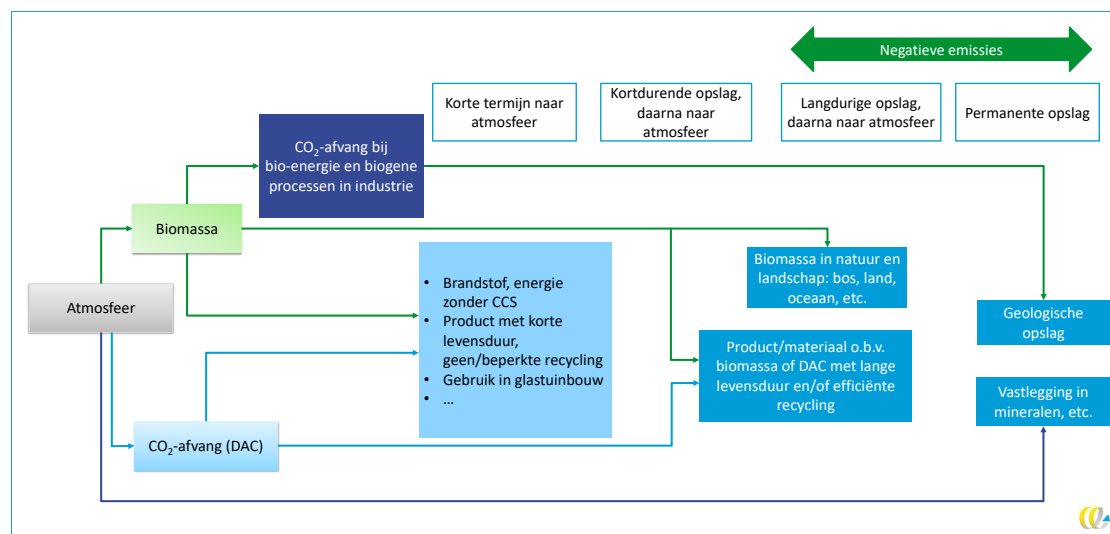 Negatieve emissies
Korte termijn naar
atmosfeer
Kortdurende opslag,
daarna naar
atmosfeer
Langdurige opslag,
daarna naar atmosfeer
Permanente opslag
CO₂-afvang bij
bio-energie en biogene
processen in industrie
Biomassa
Atmosfeer
• Brandstof, energie
zonder CCS
• Product met korte
levensduur,
geen/beperkte recycling
• Gebruik in glastuinbouw
• ...
Biomassa in natuur en
landschap: bos, land,
oceaan, etc.
Geologische
opslag
Product/materiaal o.b.v.
biomassa of DAC met lange
levensduur en/of efficiënte
recycling
Vastlegging in
mineralen, etc.
CO₂-afvang (DAC)